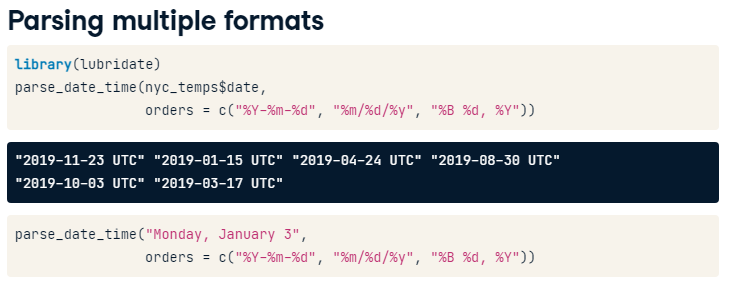 Parsing multiple formats
library(lubridate)
parse_date_time(nyc_temps$date,
                orders = c("%Y-%m-%d", "%m/%d/%y", "%B %d, %Y"))
"2019-11-23 UTC" "2019-01-15 UTC" "2019-04-24 UTC" "2019-08-30 UTC"
"2019-10-03 UTC" "2019-03-17 UTC"
parse_date_time("Monday, January 3",
                orders = c("%Y-%m-%d", "%m/%d/%y", "%B %d, %Y"))